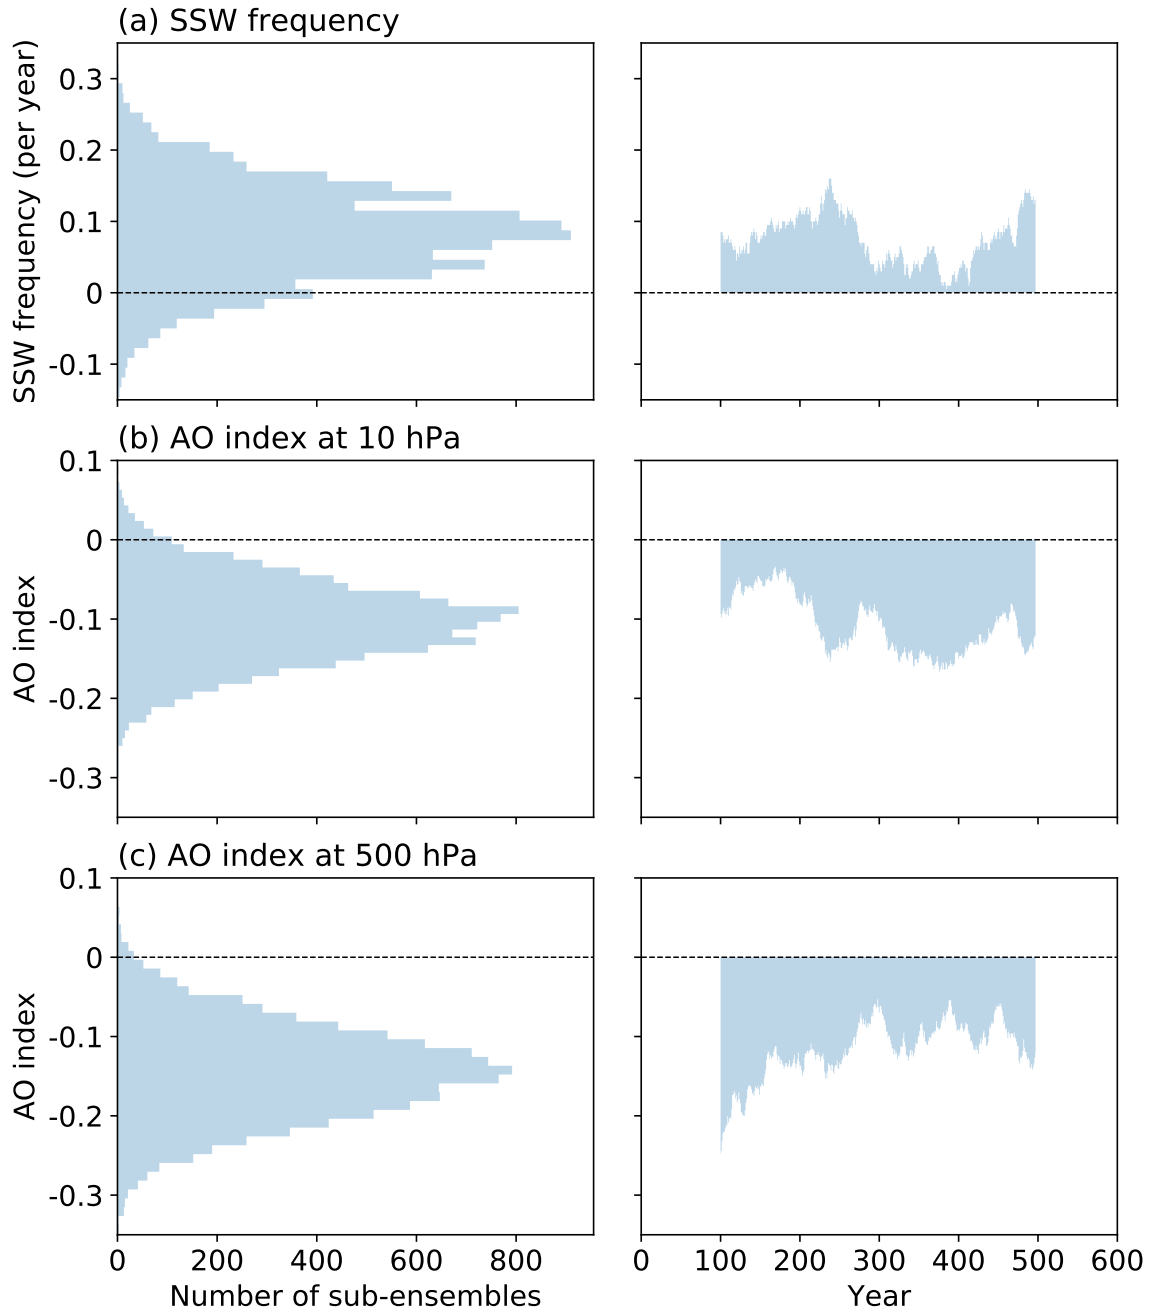 (a) SSW frequency
SSW frequency (per year)
0.3
0.2
0.1
0
-0.1
(b) AO index at 10 hPa
AO index
0.1
0
-0.1
-0.2
-0.3
(c) AO index at 500 hPa
AO index
0.1
0
-0.1
-0.2
-0.3
0 200 400 600 800
Number of sub-ensembles
0 100 200 300 400 500 600
Year